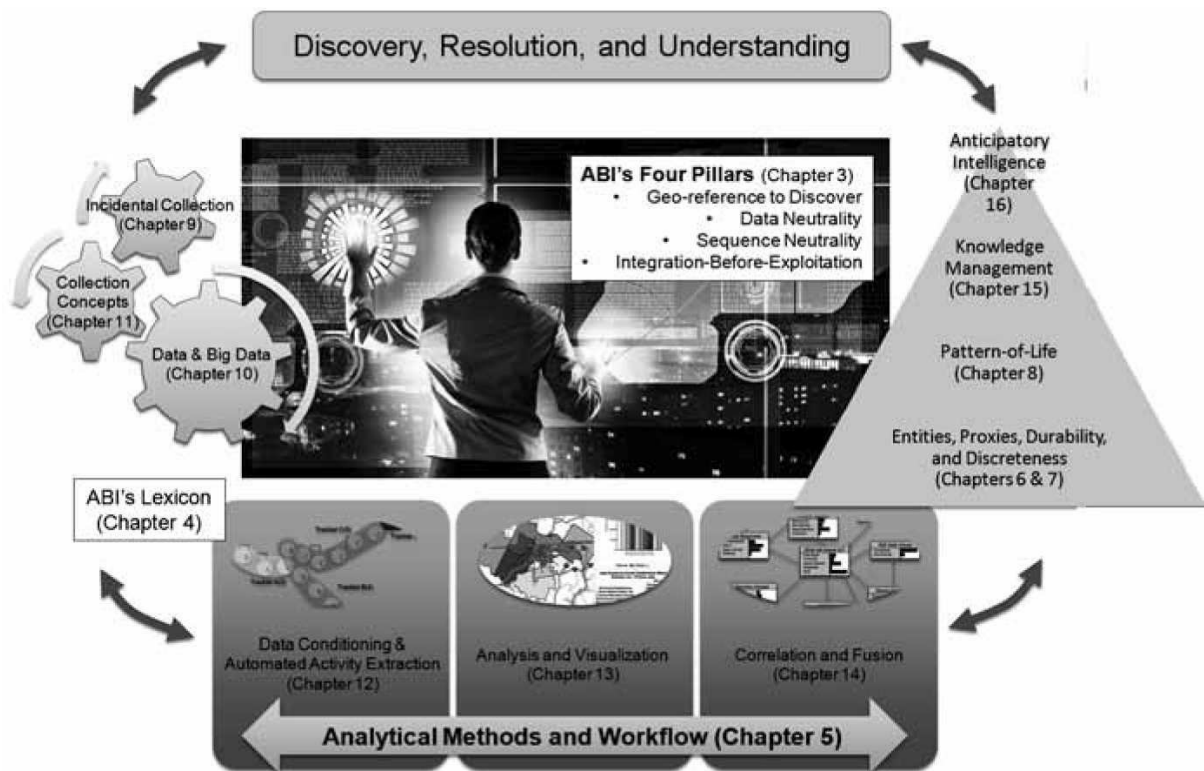 Discovery, Resolution, and Understanding
Incidental Collection
(Chapter 9)
Collection
Concepts
(Chapter 11)
Data & Big Data
(Chapter 10)
ABI's Four Pillars (Chapter 3)
• Geo-reference to Discover
• Data Neutrality
• Sequence Neutrality
• Integration-Before-Exploitation
Anticipatory
Intelligence
(Chapter
16)
Knowledge
Management
(Chapter 15)
Pattern-of-Life
(Chapter 8)
Entities, Proxies, Durability,
and Discreteness
(Chapters 6 & 7)
ABI's Lexicon
(Chapter 4)
Data Conditioning &
Automated Activity Extraction
(Chapter 12)
Analysis and Visualization
(Chapter 13)
Correlation and Fusion
(Chapter 14)
Analytical Methods and Workflow (Chapter 5)